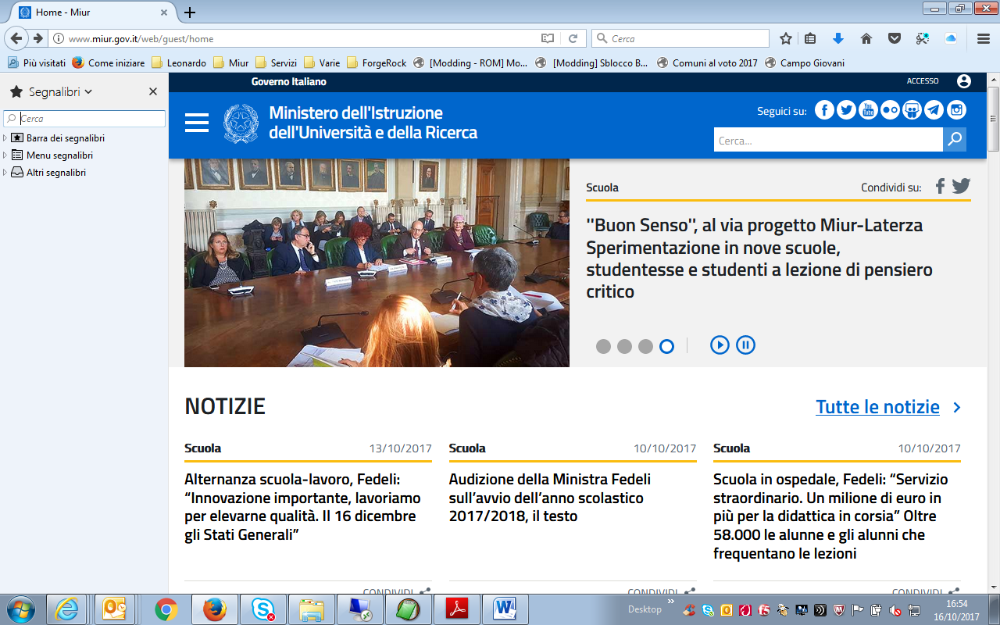 Home - Miur
www.miur.gov.it/web/guest/home
Cerca
Più visitati
Come iniziare
Leonardo
Miur
Servizi
Varie
ForgeRock
[Modding - ROM] Mo...
[Modding] Sblocco B...
Comuni al voto 2017
Campo Giovani
Segnalibri
Cerca
Barra dei segnalibri
Menu segnalibri
Altri segnalibri
Governo Italiano
ACCESSO
Ministero dell'Istruzione
dell'Università e della Ricerca
Seguici su:
Cerca...
Scuola
Condividi su:
"Buon Senso", al via progetto Miur-Laterza
Sperimentazione in nove scuole,
studentesse e studenti a lezione di pensiero
critico
NOTIZIE
Tutte le notizie
Scuola 13/10/2017
Alternanza scuola-lavoro, Fedeli:
“Innovazione importante, lavoriamo
per elevarne qualità. Il 16 dicembre
gli Stati Generali”
CONDIVIDI
Scuola 10/10/2017
Audizione della Ministra Fedeli
sull’avvio dell’anno scolastico
2017/2018, il testo
CONDIVIDI
Scuola 10/10/2017
Scuola in ospedale, Fedeli: “Servizio
straordinario. Un milione di euro in
più per la didattica in corsia” Oltre
58.000 le alunne e gli alunni che
frequentano le lezioni
CONDIVIDI
Desktop
16:54
16/10/2017